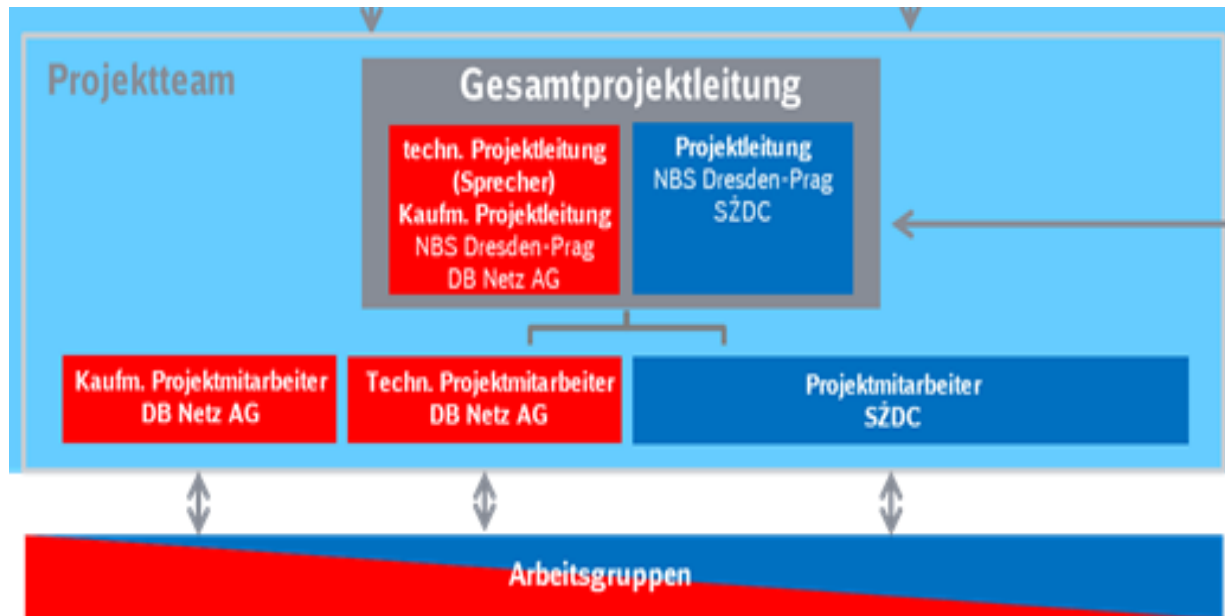 Projektteam
Gesamtprojektleitung
techn. Projektleitung
(Sprecher)
Kaufm. Projektleitung
NBS Dresden-Prag
DB Netz AG
Projektleitung
NBS Dresden-Prag
SŽDC
Kaufm. Projektmitarbeiter
DB Netz AG
Techn. Projektmitarbeiter
DB Netz AG
Projektmitarbeiter
SŽDC
Arbeitsgruppen